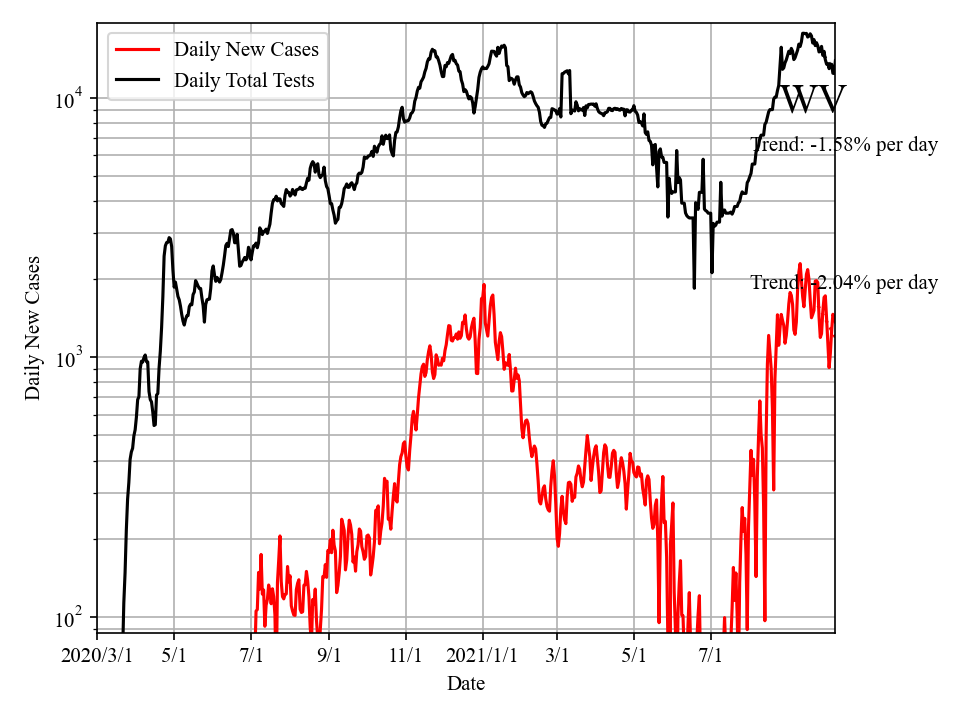 Daily New Cases
Daily Total Tests
WV
Trend: -1.58% per day
Trend: -2.04% per day
Daily New Cases
10^4
10^3
10^2
2020/3/1 5/1 7/1 9/1 11/1 2021/1/1 3/1 5/1 7/1
Date